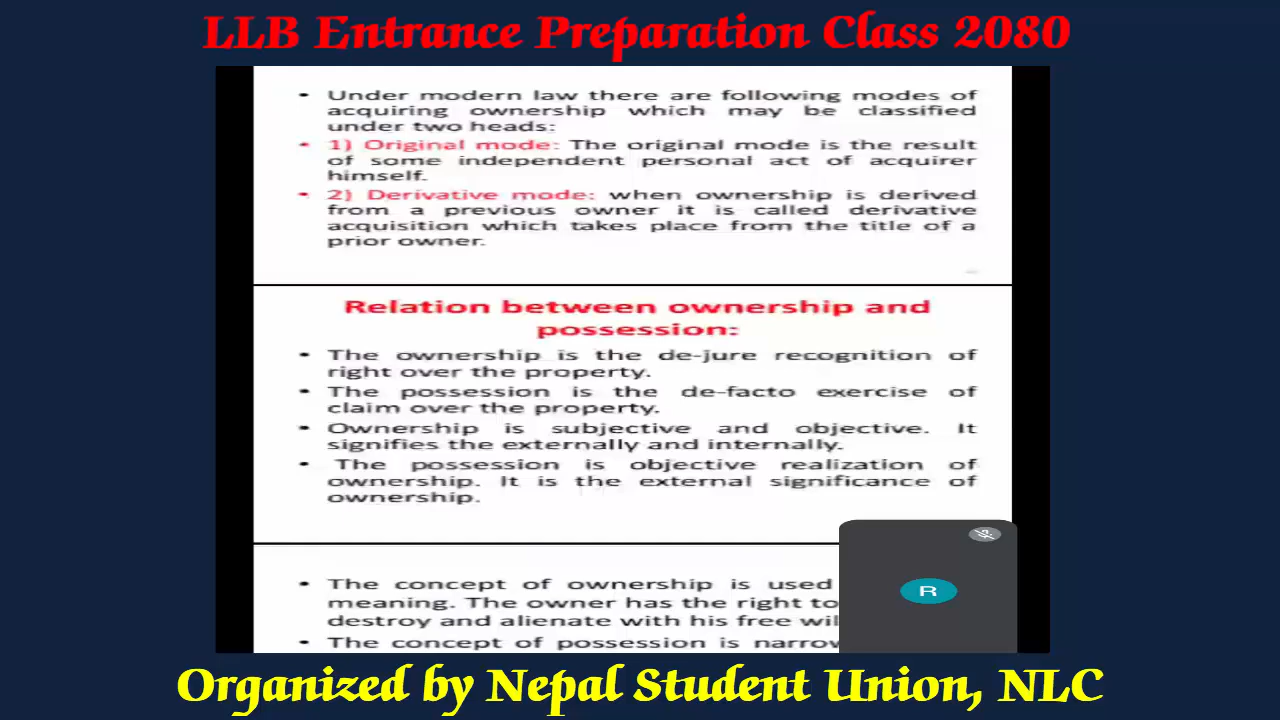 LLB Entrance Preparation Class 2080
• Under modern law there are following modes of
acquiring ownership which may be classified
under two heads:
• 1) Original mode: The original mode is the result
of some independent personal act of acquirer
himself.
• 2) Derivative mode: when ownership is derived
from a previous owner it is called derivative
acquisition which takes place from the title of a
prior owner.
Relation between ownership and
possession:
• The ownership is the de-jure recognition of
right over the property.
• The possession is the de-facto exercise of
claim over the property.
• Ownership is subjective and objective. It
signifies the externally and internally.
• The possession is objective realization of
ownership. It is the external significance of
ownership.
• The concept of ownership is used
meaning. The owner has the right to
destroy and alienate with his free wil
• The concept of possession is narrow
R
Organized by Nepal Student Union, NLC